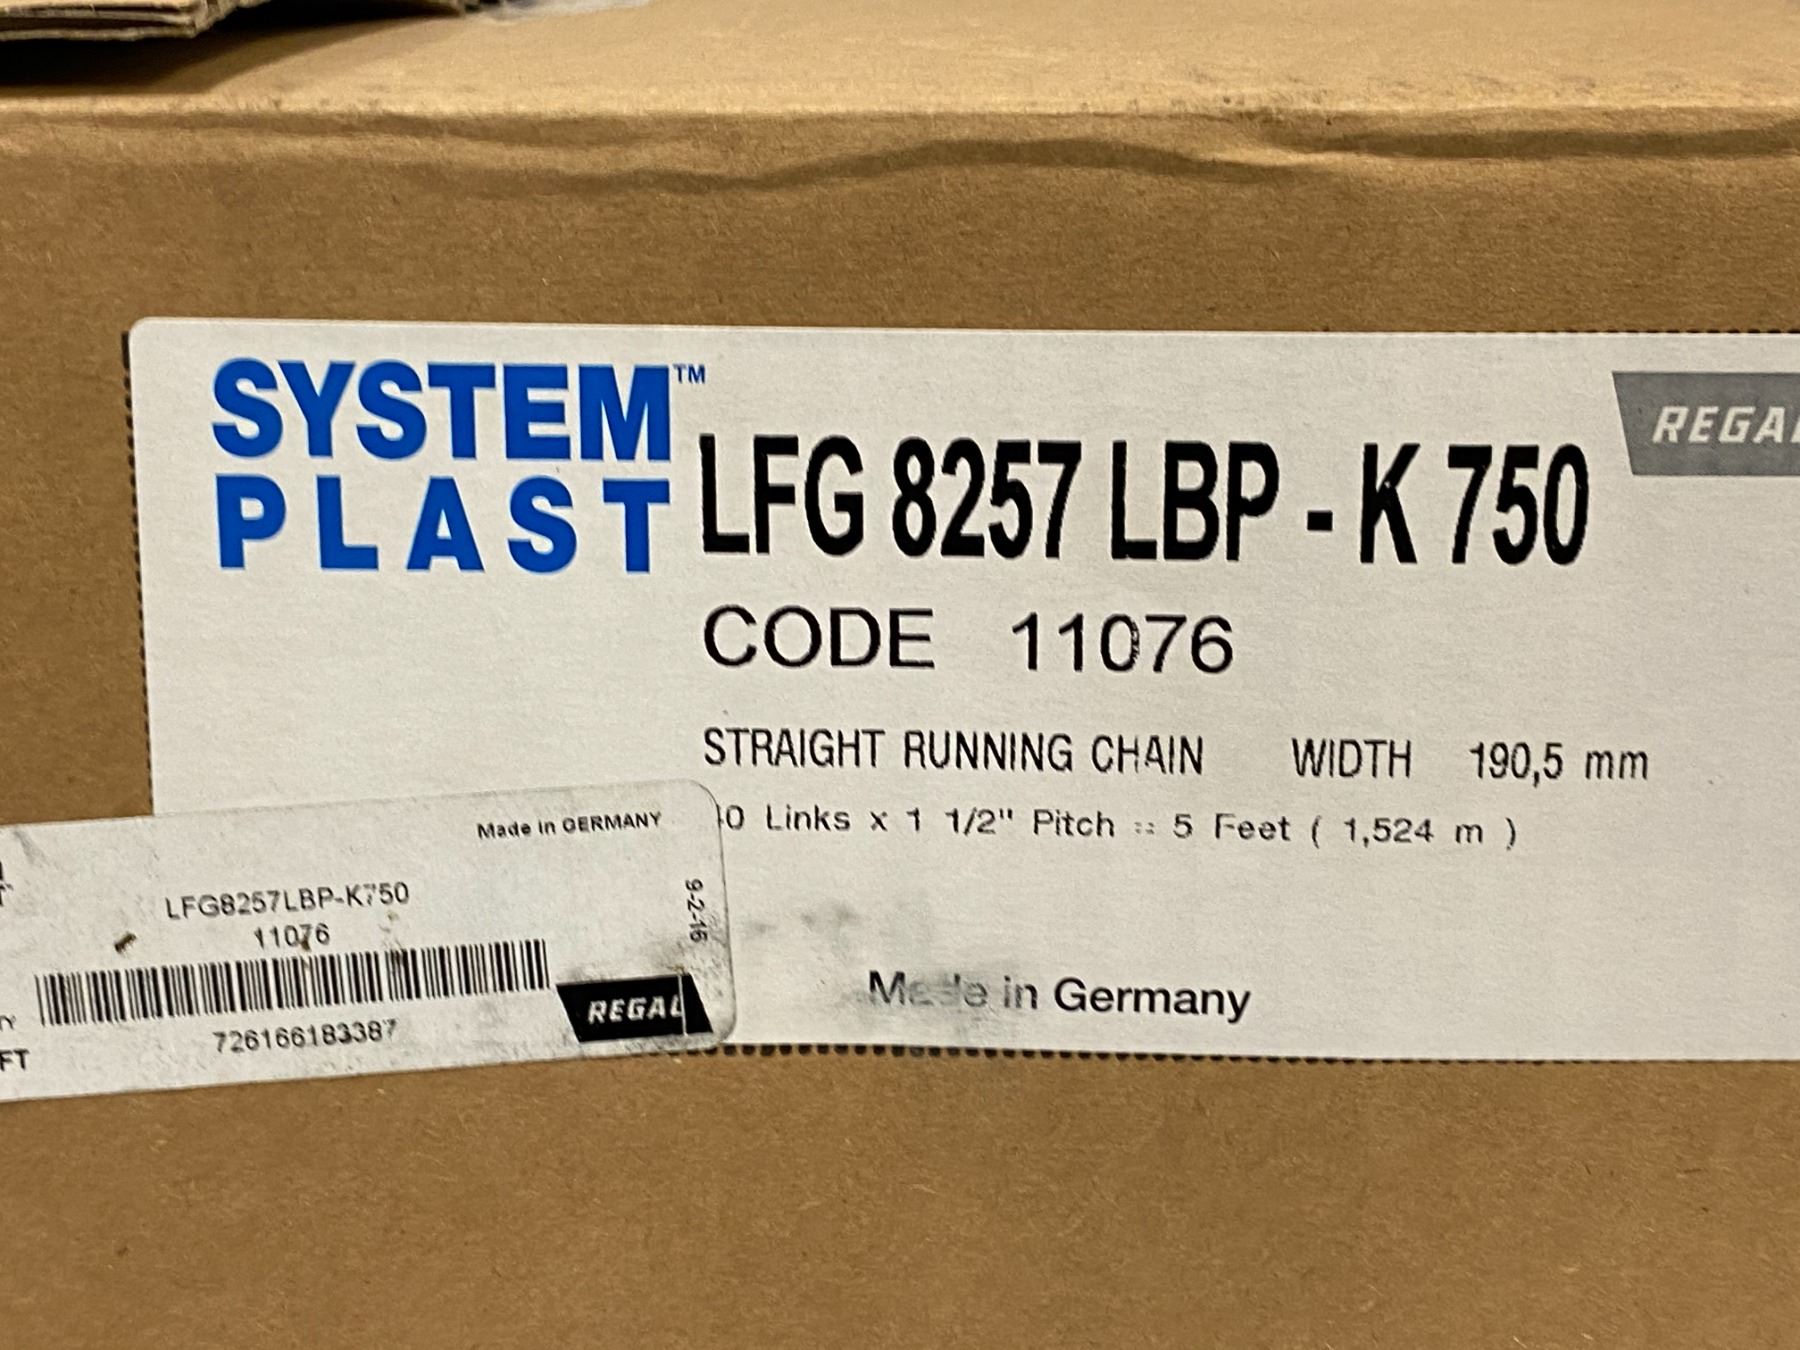 SYSTEM™
PLAST
REGAL
LFG 8257 LBP - K 750
CODE 11076
STRAIGHT RUNNING CHAIN WIDTH 190,5 mm
Links x 1 1/2" Pitch = 5 Feet ( 1,524 m )
Made in Germany
Made in GERMANY
LFG8257LBP-K750
11076
9-2-16
726166183387
REGAL
FT